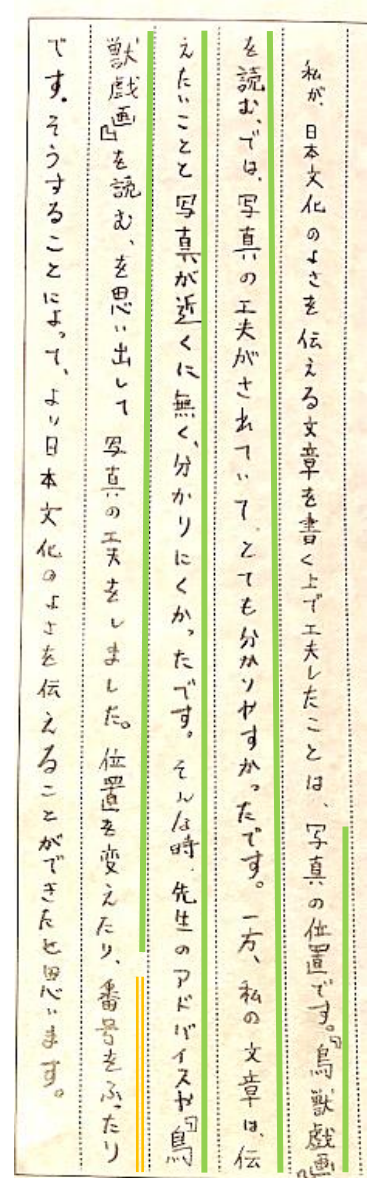 私が、日本文化のよさを伝える文章を書く上で工夫したことは、写真の位置です。『鳥獣戯画』
を読む、では、写真の工夫がされていて、とても分かりやすかったです。一方、私の文章は、伝
えたいことと写真が近くに無く、分かりにくかったです。そんな時、先生のアドバイスや『鳥
獣戯画』を読む、を思い出して写真の工夫をしました。位置を変えたり、番号をふったり
です。そうすることによって、より日本文化のよさを伝えることができたと思います。